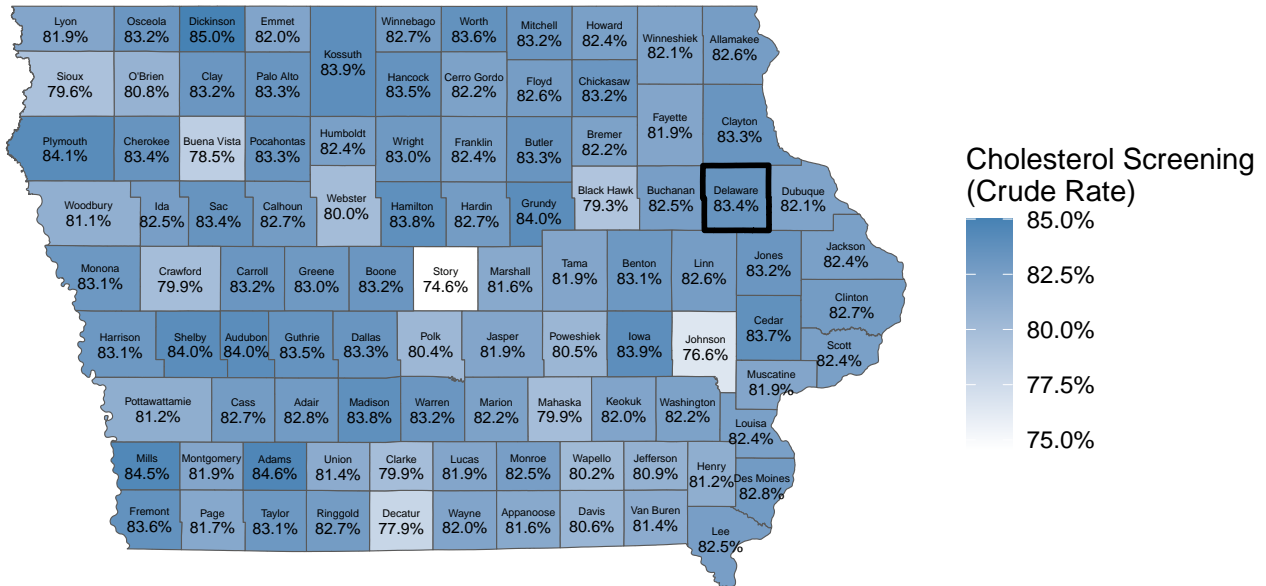 Lyon
81.9%
Osceola
83.2%
Dickinson
85.0%
Emmet
82.0%
Kossuth
83.9%
Winnebago
82.7%
Worth
83.6%
Mitchell
83.2%
Howard
82.4%
Winneshiek
82.1%
Allamakee
82.6%
Sioux
79.6%
O'Brien
80.8%
Clay
83.2%
Palo Alto
83.3%
Hancock
83.5%
Cerro Gordo
82.2%
Floyd
82.6%
Chickasaw
83.2%
Fayette
81.9%
Clayton
83.3%
Plymouth
84.1%
Cherokee
83.4%
Buena Vista
78.5%
Pocahontas
83.3%
Humboldt
82.4%
Wright
83.0%
Franklin
82.4%
Butler
83.3%
Bremer
82.2%
Woodbury
81.1%
Ida
82.5%
Sac
83.4%
Calhoun
82.7%
Webster
80.0%
Hamilton
83.8%
Hardin
82.7%
Grundy
84.0%
Black Hawk
79.3%
Buchanan
82.5%
Delaware
83.4%
Dubuque
82.1%
Monona
83.1%
Crawford
79.9%
Carroll
83.2%
Greene
83.0%
Boone
83.2%
Story
74.6%
Marshall
81.6%
Tama
81.9%
Benton
83.1%
Linn
82.6%
Jones
83.2%
Jackson
82.4%
Clinton
82.7%
Harrison
83.1%
Shelby
84.0%
Audubon
84.0%
Guthrie
83.5%
Dallas
83.3%
Polk
80.4%
Jasper
81.9%
Poweshiek
80.5%
Iowa
83.9%
Johnson
76.6%
Cedar
83.7%
Scott
82.4%
Muscatine
81.9%
Pottawattamie
81.2%
Cass
82.7%
Adair
82.8%
Madison
83.8%
Warren
83.2%
Marion
82.2%
Mahaska
79.9%
Keokuk
82.0%
Washington
82.2%
Louisa
82.4%
Mills
84.5%
Montgomery
81.9%
Adams
84.6%
Union
81.4%
Clarke
79.9%
Lucas
81.9%
Monroe
82.5%
Wapello
80.2%
Jefferson
80.9%
Henry
81.2%
Des Moines
82.8%
Fremont
83.6%
Page
81.7%
Taylor
83.1%
Ringgold
82.7%
Decatur
77.9%
Wayne
82.0%
Appanoose
81.6%
Davis
80.6%
Van Buren
81.4%
Lee
82.5%
Cholesterol Screening
(Crude Rate)
85.0%
82.5%
80.0%
77.5%
75.0%